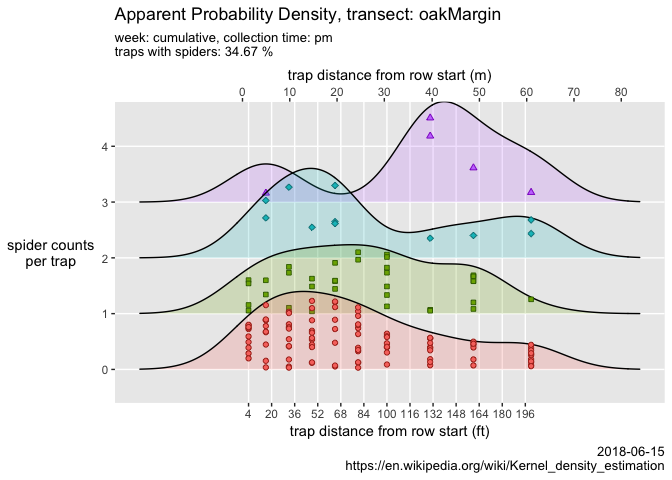 Apparent Probability Density, transect: oakMargin
week: cumulative, collection time: pm
traps with spiders: 34.67 %
trap distance from row start (m)
0 10 20 30 40 50 60 70 80
4
3
spider counts
per trap
2
1
0
4 20 36 52 68 84 100 116 132 148 164 180 196
trap distance from row start (ft)
2018-06-15
https://en.wikipedia.org/wiki/Kernel_density_estimation